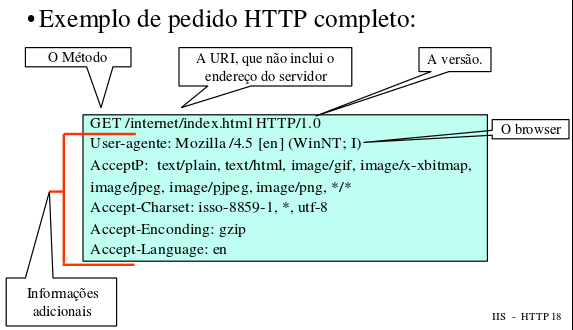 • Exemplo de pedido HTTP completo:
O Método
A URI, que não inclui o
endereço do servidor
A versão.
GET /internet/index.html HTTP/1.0
User-agente: Mozilla /4.5 [en] (WinNT; I)
O browser
AcceptP:  text/plain, text/html, image/gif, image/x-xbitmap,
image/jpeg, image/pjpeg, image/png, */*
Accept-Charset: isso-8859-1, *, utf-8
Accept-Enconding: gzip
Accept-Language: en
Informações
adicionais
IIS  -  HTTP 18